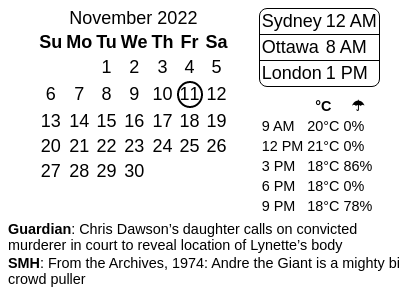 November 2022
Su Mo Tu We Th Fr Sa
1 2 3 4 5
6 7 8 9 10 11 12
13 14 15 16 17 18 19
20 21 22 23 24 25 26
27 28 29 30
Sydney 12 AM
Ottawa 8 AM
London 1 PM
°C ☂
9 AM 20°C 0%
12 PM 21°C 0%
3 PM 18°C 86%
6 PM 18°C 0%
9 PM 18°C 78%
Guardian: Chris Dawson’s daughter calls on convicted
murderer in court to reveal location of Lynette’s body
SMH: From the Archives, 1974: Andre the Giant is a mighty bi
crowd puller